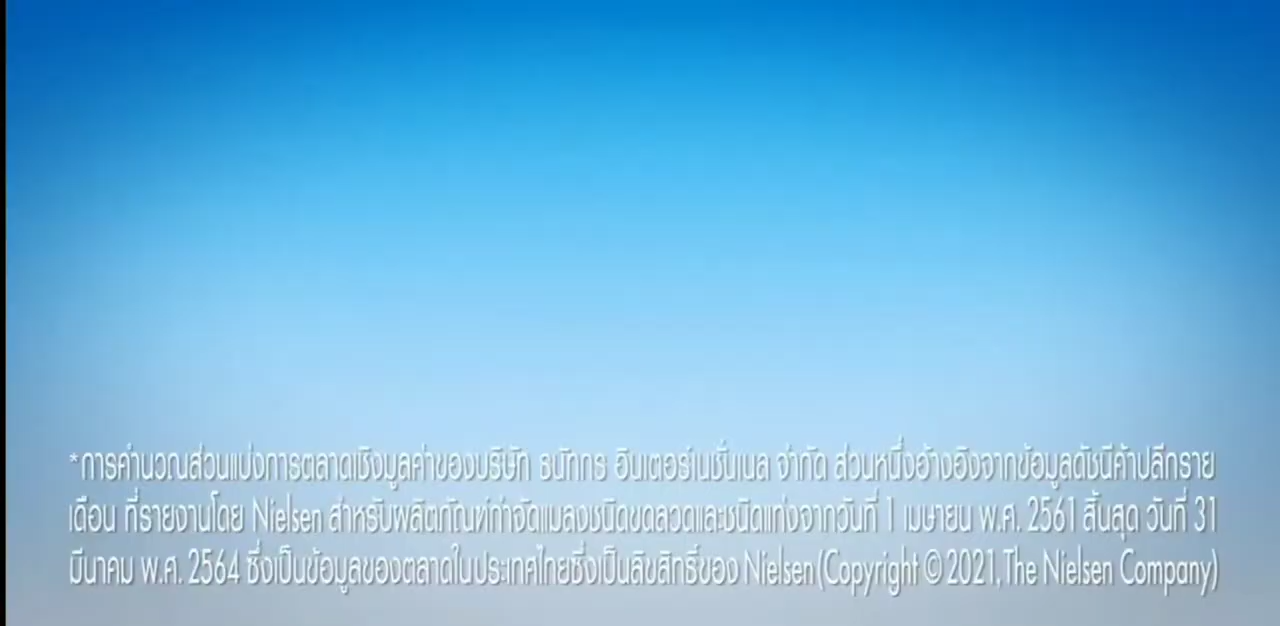 *การคำนวณส่วนแบ่งการตลาดเชิงมูลค่าของบริษัท ธนัทกร อินเตอร์เนชั่นแนล จำกัด ส่วนหนึ่งอ้างอิงจากข้อมูลดัชนีค้าปลีกราย
เดือน ที่รายงานโดย Nielsen สำหรับผลิตภัณฑ์กำจัดแมลงชนิดขดลวดและชนิดแท่งจากวันที่ 1 เมษายน พ.ศ. 2561 สิ้นสุด วันที่ 31
มีนาคม พ.ศ. 2564 ซึ่งเป็นข้อมูลของตลาดในประเทศไทยซึ่งเป็นลิขสิทธิ์ของ Nielsen (Copyright © 2021, The Nielsen Company)